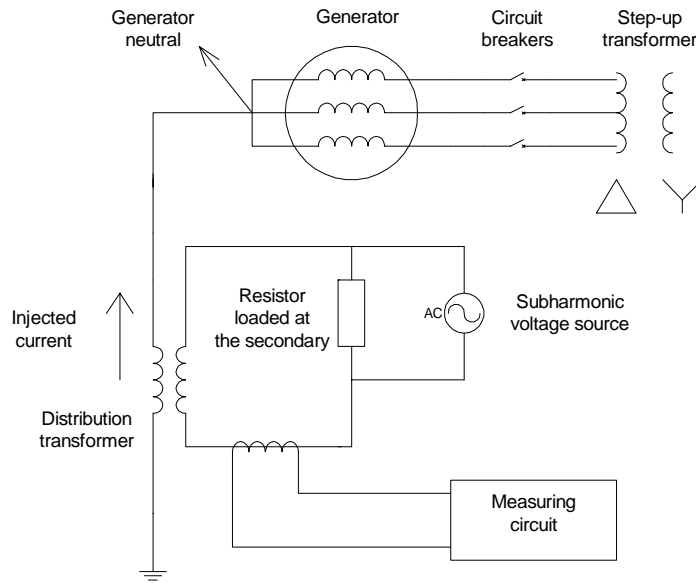 Generator
neutral
Generator
Circuit
breakers
Step-up
transformer
Injected
current
Resistor
loaded at
the secondary
AC
Subharmonic
voltage source
Distribution
transformer
Measuring
circuit